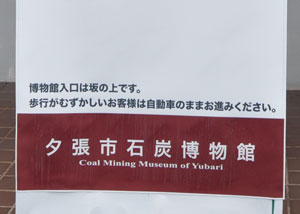 博物館入口は坂の上です。
歩行がむずかしいお客様は自動車のままお進みください。
夕張市石炭博物館
Coal Mining Museum of Yubari